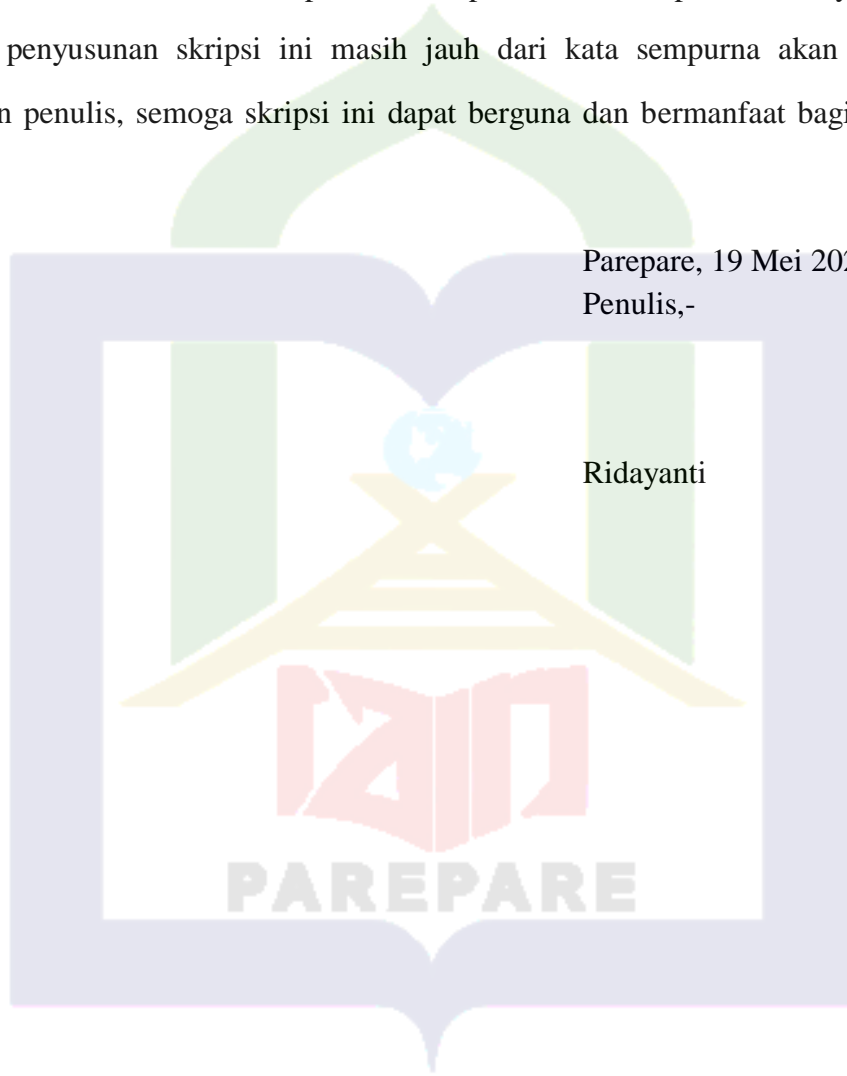 penyusunan skripsi ini masih jauh dari kata sempurna akan
penulis, semoga skripsi ini dapat berguna dan bermanfaat bagi
Parepare, 19 Mei
Penulis,-
Ridayanti
iain
PAREPARE